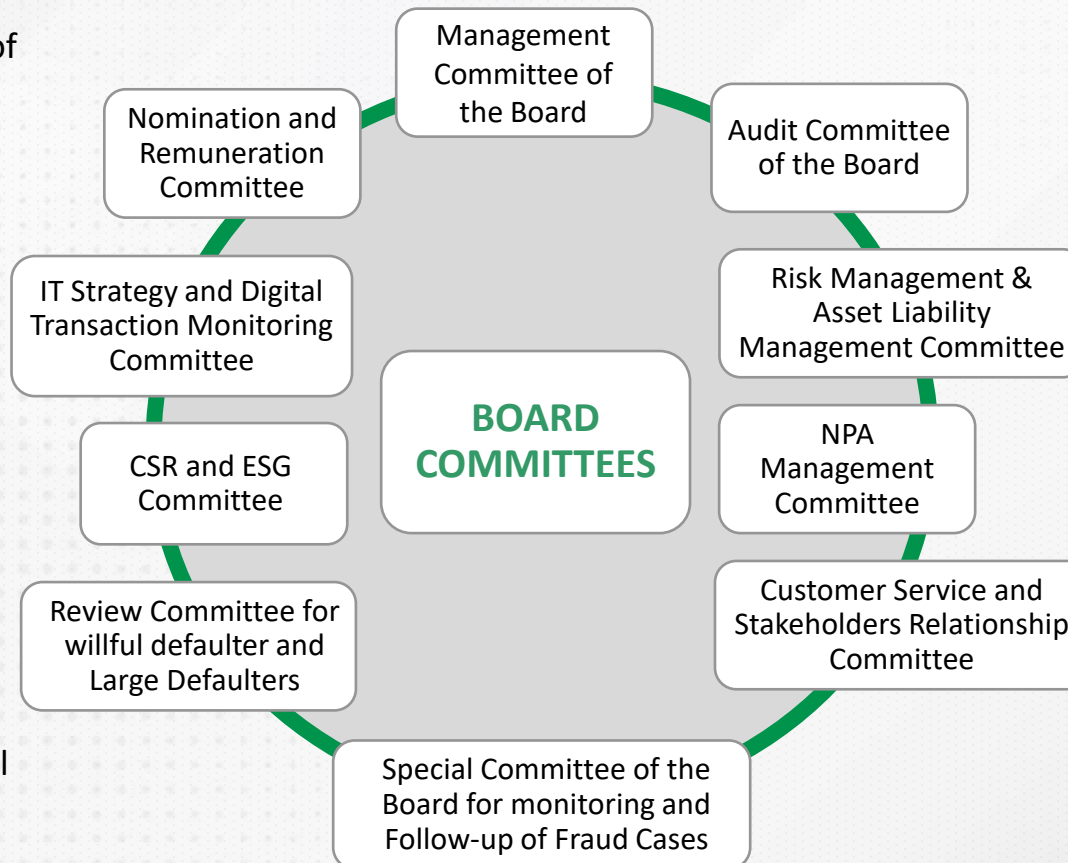 of
Management
Committee of
the Board
Nomination and
Remuneration
Committee
Audit Committee
of the Board
IT Strategy and Digital
Transaction Monitoring
Committee
Risk Management &
Asset Liability
Management Committee
BOARD
COMMITTEES
CSR and ESG
Committee
NPA
Management
Committee
Review Committee for
willful defaulter and
Large Defaulters
Customer Service and
Stakeholders Relationship
Committee
Special Committee of the
Board for monitoring and
Follow-up of Fraud Cases